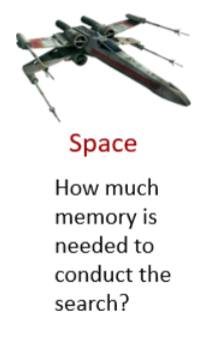 Space
How much
memory is
needed to
conduct the
search?